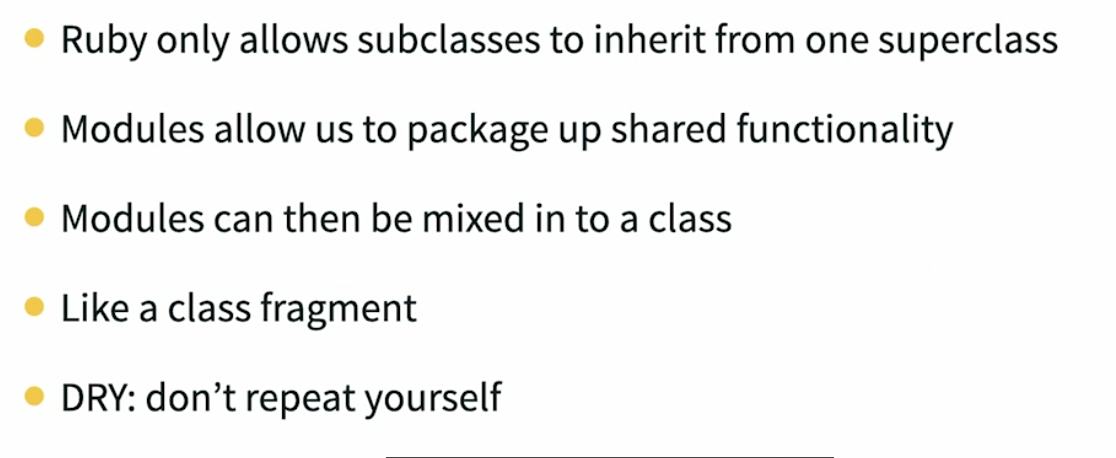 Ruby only allows subclasses to inherit from one superclass
Modules allow us to package up shared functionality
Modules can then be mixed in to a class
Like a class fragment
DRY: don’t repeat yourself